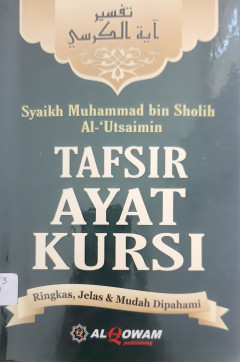 تفسير
آية الكرسي
Syaikh Muhammad bin Sholih
Al-'Utsaimin
TAFSIR
AYAT
KURSI
Ringkas, Jelas & Mudah Dipahami
AL-QOWAM
publishing